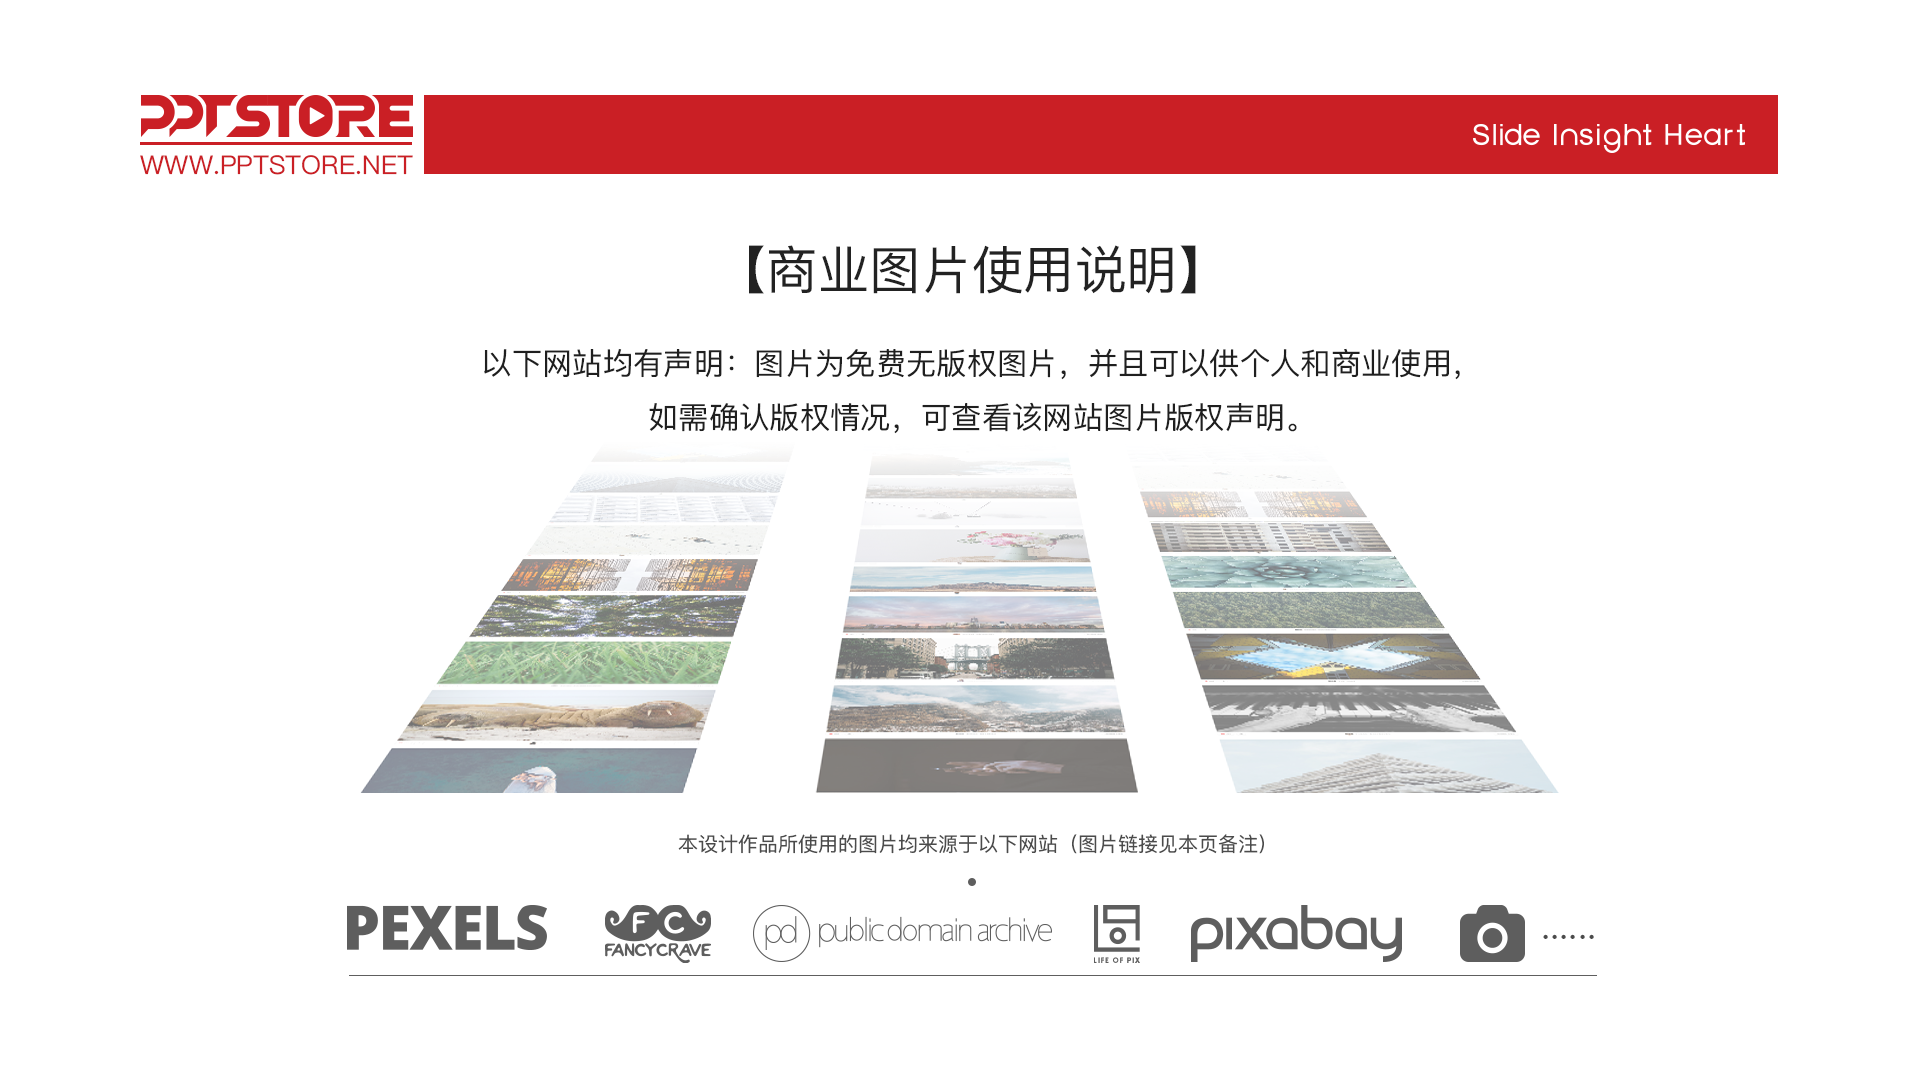 PPTSTORE
WWW.PPTSTORE.NET
Slide Insight Heart
【商业图片使用说明】
以下网站均有声明：图片为免费无版权图片，并且可以供个人和商业使用，
如需确认版权情况，可查看该网站图片版权声明。
本设计作品所使用的图片均来源于以下网站（图片链接见本页备注）
PEXELS
FC
FANCYCRAVE
pd public domain archive
LIFE OF PIX
pixabay
······